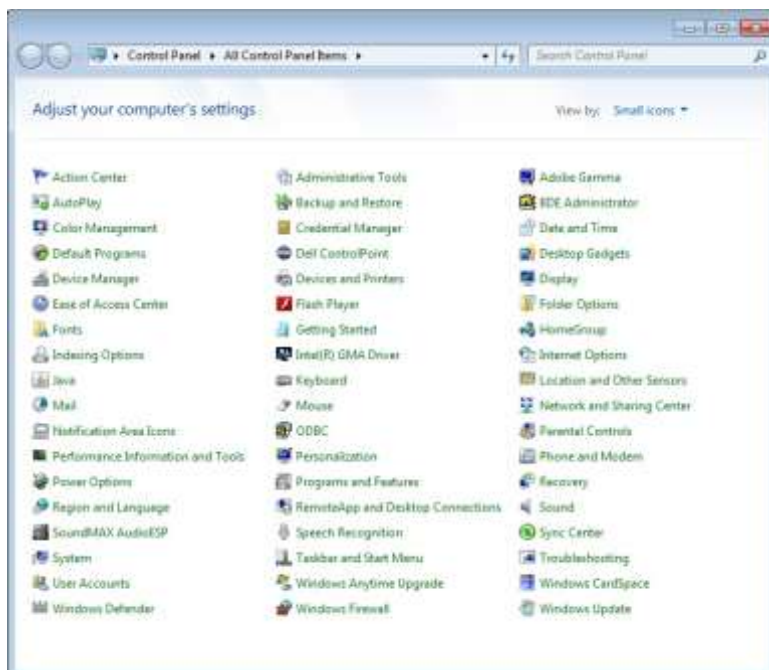 Control Panel All Control Panel Items Search Control Panel
Adjust your computer's settings View by: Small icons
Action Center Administrative Tools Adobe Gamma
AutoPlay Backup and Restore BDE Administrator
Color Management Credential Manager Date and Time
Default Programs Dell ControlPoint Desktop Gadgets
Device Manager Devices and Printers Display
Ease of Access Center Flash Player Folder Options
Fonts Getting Started HomeGroup
Indexing Options Intel(R) GMA Driver Internet Options
Java Keyboard Location and Other Sensors
Mail Mouse Network and Sharing Center
Notification Area Icons ODBC Parental Controls
Performance Information and Tools Personalization Phone and Modem
Power Options Programs and Features Recovery
Region and Language RemoteApp and Desktop Connections Sound
SoundMAX AudioESP Speech Recognition Sync Center
System Taskbar and Start Menu Troubleshooting
User Accounts Windows Anytime Upgrade Windows CardSpace
Windows Defender Windows Firewall Windows Update